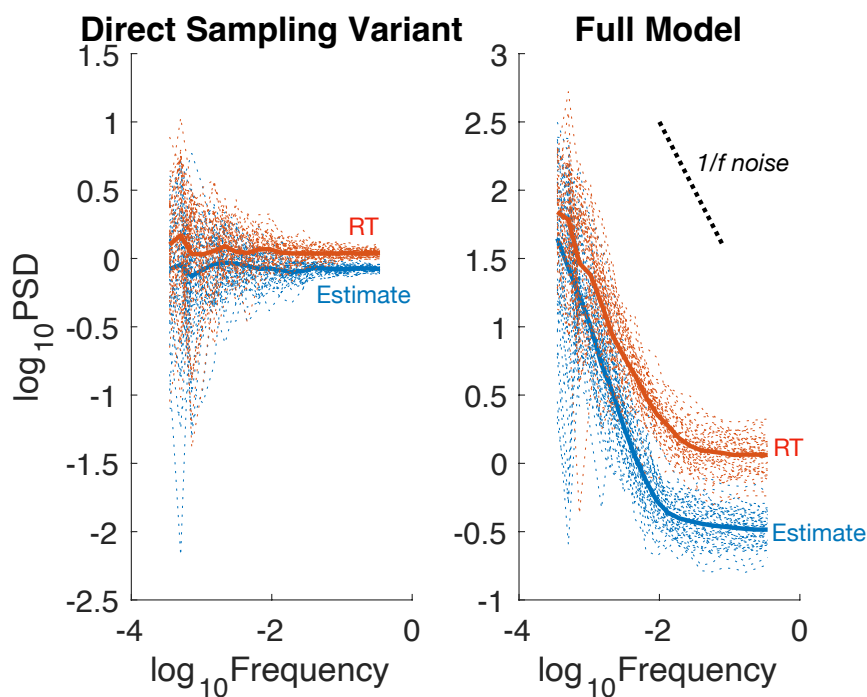 Direct Sampling Variant
Full Model
log10PSD
1.5
1
0.5
0
-0.5
-1
-1.5
-2
-2.5
RT
Estimate
-4
-2
0
log10Frequency
3
2.5
2
1.5
1
0.5
0
-0.5
-1
1/f noise
RT
Estimate
-4
-2
0
log10Frequency